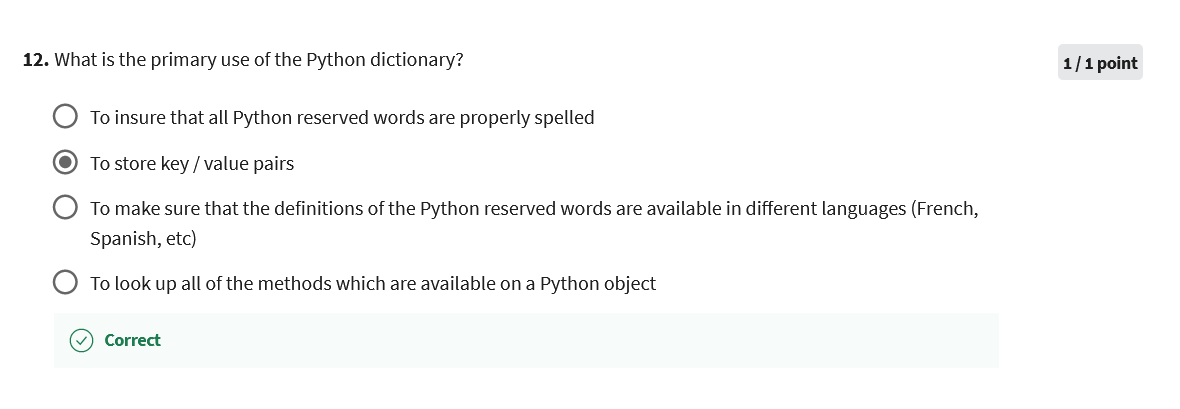 12. What is the primary use of the Python dictionary?
1 / 1 point
To insure that all Python reserved words are properly spelled
To store key / value pairs
To make sure that the definitions of the Python reserved words are available in different languages (French,
Spanish, etc)
To look up all of the methods which are available on a Python object
Correct